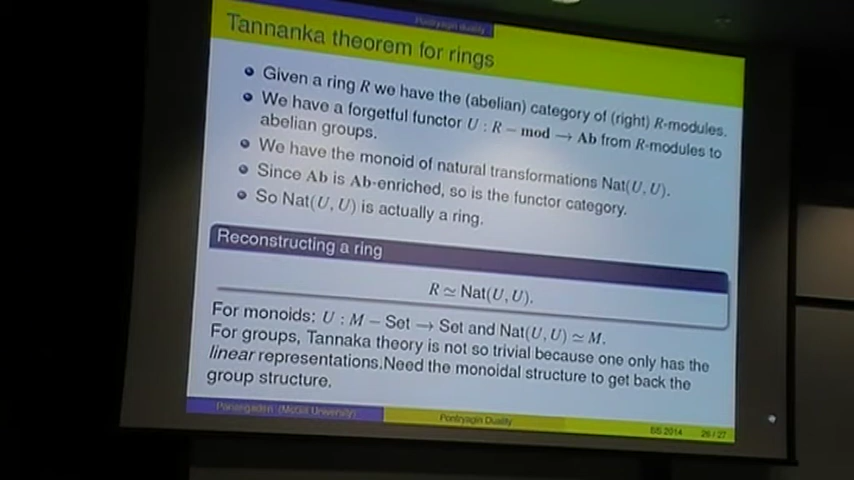 Pontryagin duality
Tannanka theorem for rings
Given a ring R we have the (abelian) category of (right) R-modules.
We have a forgetful functor U : R − mod → Ab from R-modules to
abelian groups.
We have the monoid of natural transformations Nat(U, U).
Since Ab is Ab-enriched, so is the functor category.
So Nat(U, U) is actually a ring.
Reconstructing a ring
R ≃ Nat(U, U).
For monoids: U : M − Set → Set and Nat(U, U) ≃ M.
For groups, Tannaka theory is not so trivial because one only has the
linear representations.Need the monoidal structure to get back the
group structure.
Panangaden (McGill University)
Pontryagin Duality
2014
26 / 27